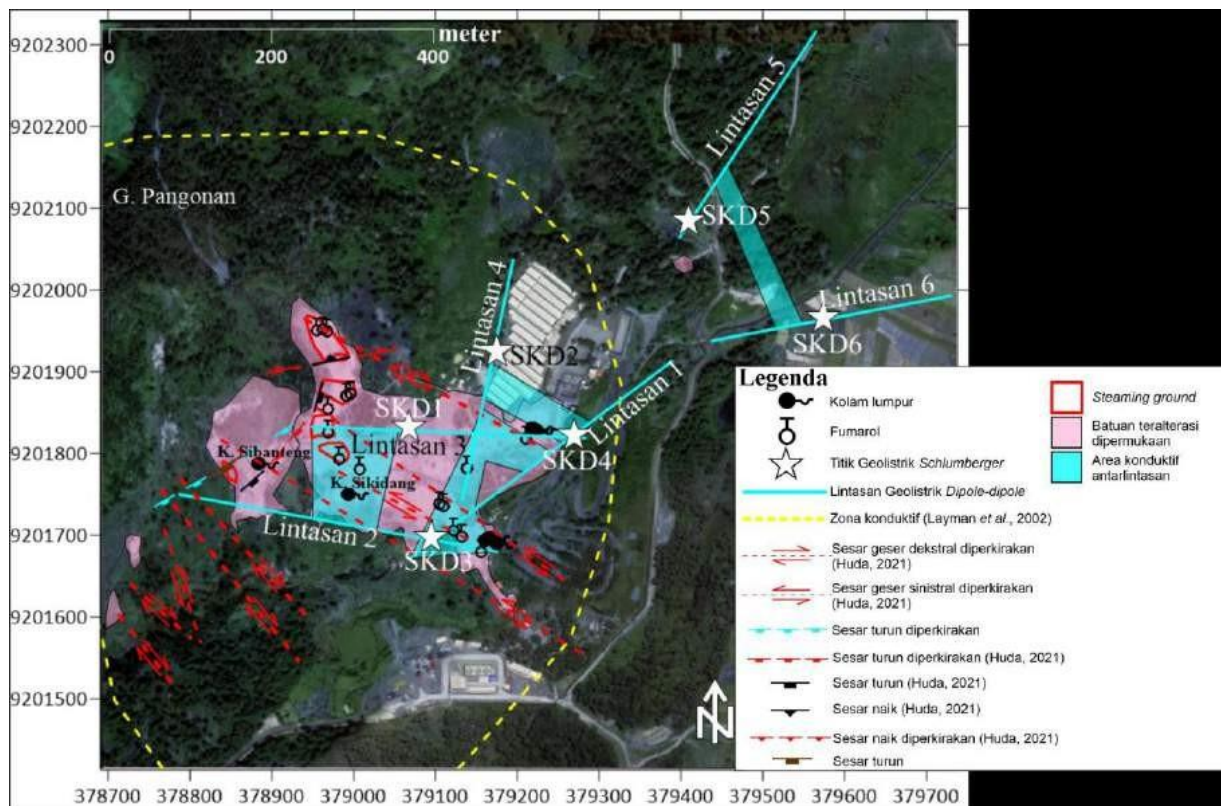 9202300
9202200
9202100
9202000
9201900
9201800
9201700
9201600
9201500
378700 378800 378900 379000 379100 379200 379300 379400 379500 379600 379700
meter
0 200 400
G. Pangonan
Lintasan 5
SKD5
Lintasan 4
Lintasan 6
SKD2
SKD6
Lintasan 1
SKD1
Lintasan 3
SKD4
K. Sibanteng
K. Sikidang
Lintasan 2
SKD3
N
Legenda
Kolam lumpur
Fumarol
Titik Geolistrik Schlumberger
Lintasan Geolistrik Dipole-dipole
Zona konduktif (Layman et al., 2002)
Sesar geser dekstral diperkirakan
(Huda, 2021)
Sesar geser sinistral diperkirakan
(Huda, 2021)
Sesar turun diperkirakan
Sesar turun diperkirakan (Huda, 2021)
Sesar turun (Huda, 2021)
Sesar naik (Huda, 2021)
Sesar naik diperkirakan (Huda, 2021)
Sesar turun
Steaming ground
Batuan teralterasi
dipermukaan
Area konduktif
antarlintasan